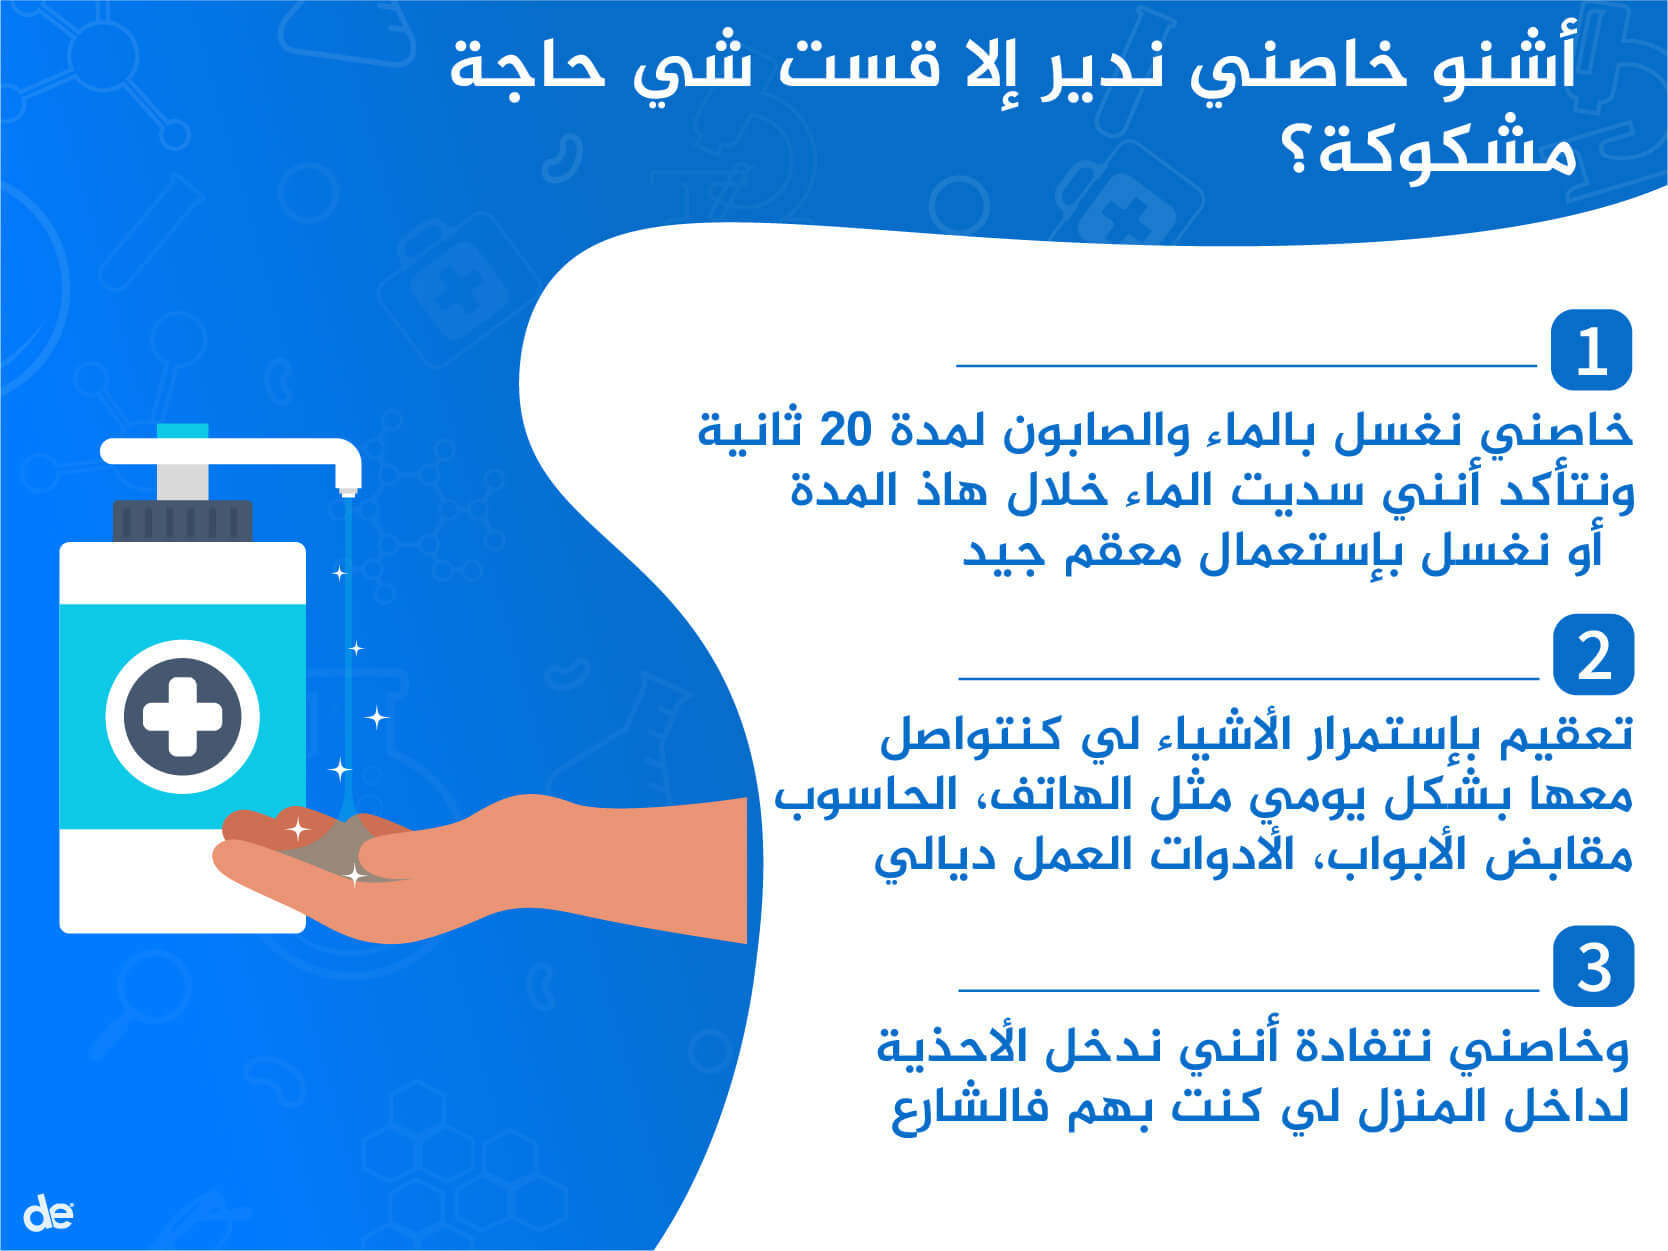 أشنو خاصني ندير إلا قست شي حاجة
مشكوكة؟
1
خاصني نغسل بالماء والصابون لمدة 20 ثانية
ونتأكد أنني سديت الماء خلال هاذ المدة
أو نغسل بإستعمال معقم جيد
2
تعقيم بإستمرار الأشياء لي كنتواصل
معها بشكل يومي مثل الهاتف، الحاسوب
مقابض الأبواب، الأدوات العمل ديالي
3
وخاصني نتفادة أنني ندخل الأحذية
لداخل المنزل لي كنت بهم فالشارع
de